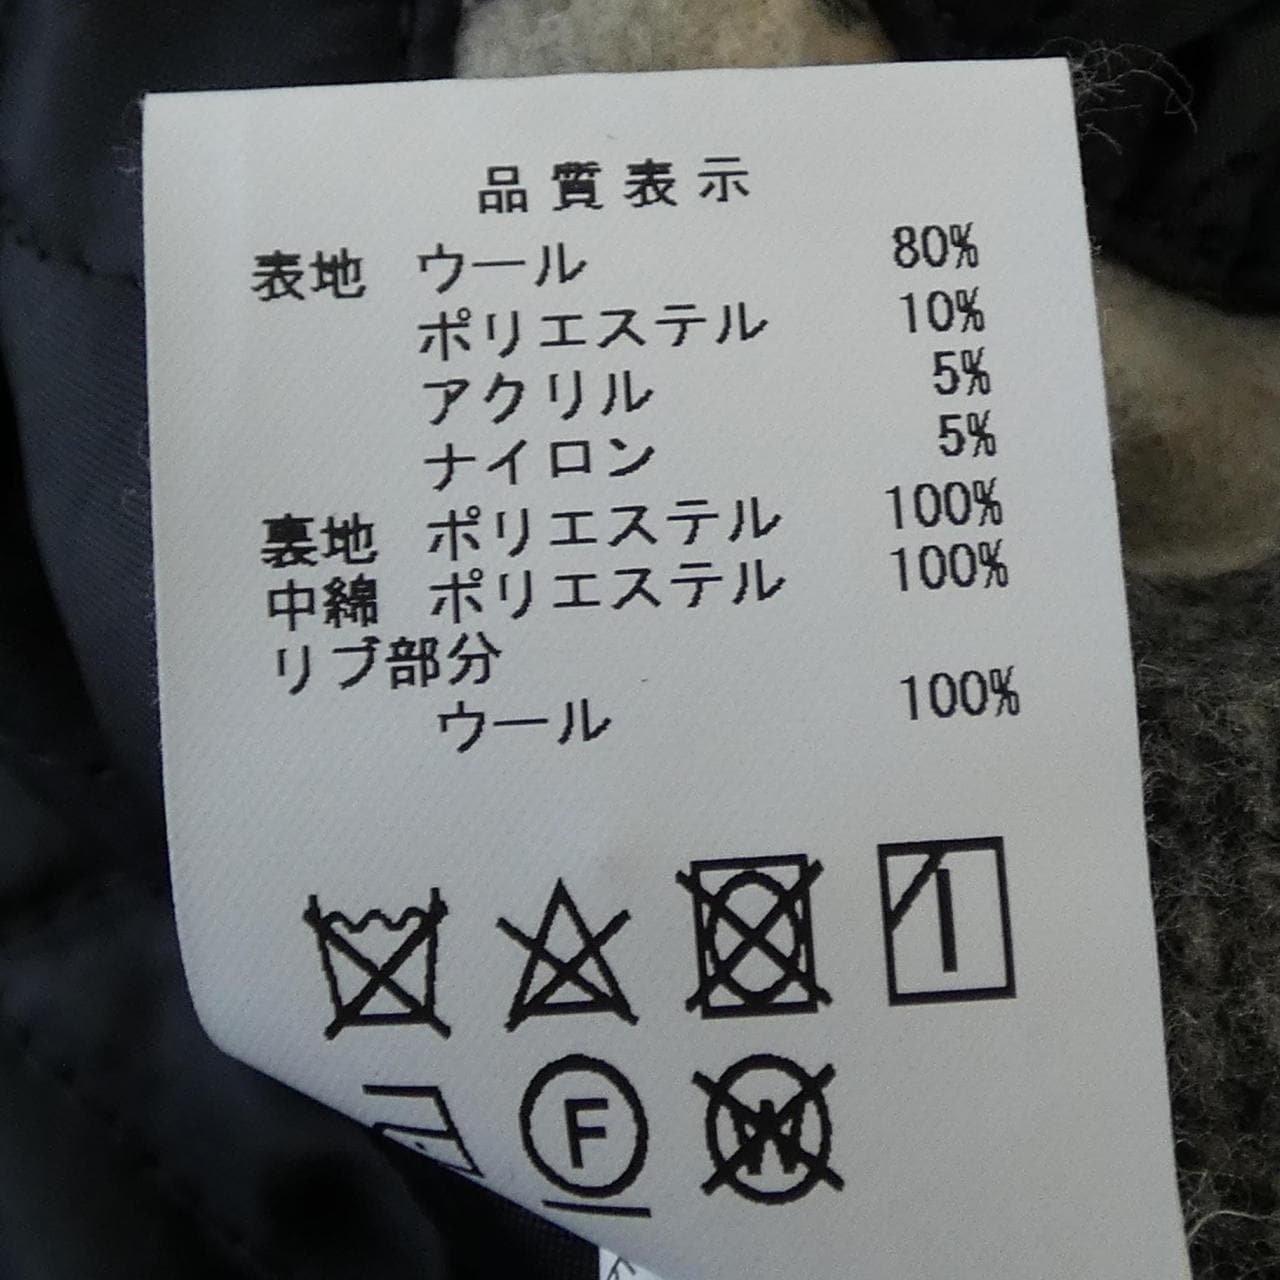 品質表示
表地 ウール 80%
ポリエステル 10%
アクリル 5%
ナイロン 5%
裏地 ポリエステル 100%
中綿 ポリエステル 100%
リブ部分
ウール 100%
F W